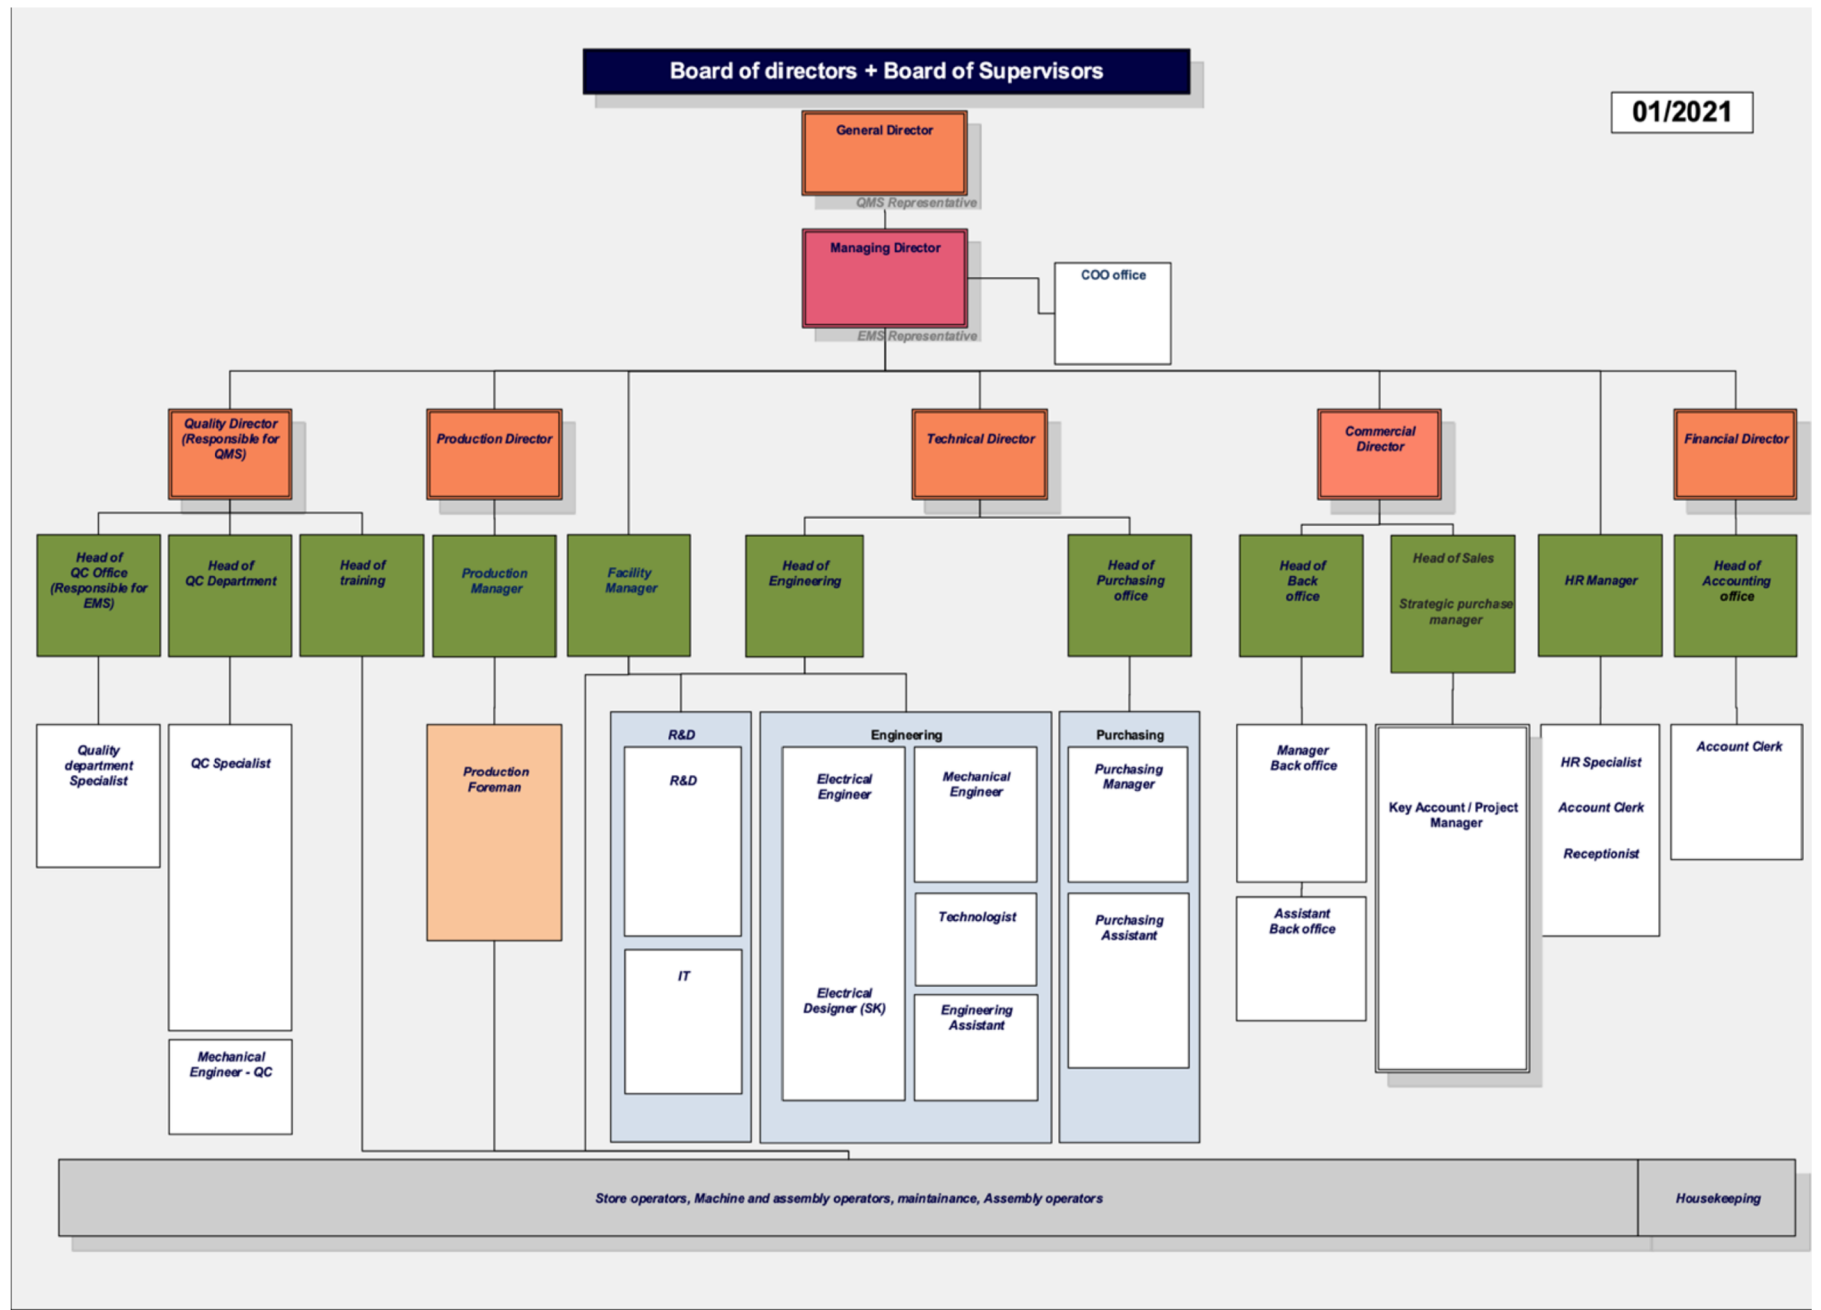 Board of directors + Board of Supervisors
01/2021
General Director
QMS Representative
Managing Director
COO office
EMS Representative
Quality Director
(Responsible for
QMS)
Production Director
Technical Director
Commercial
Director
Financial Director
Head of
QC Office
(Responsible for
EMS)
Head of
QC Department
Head of
training
Production
Manager
Facility
Manager
Head of
Engineering
Head of
Purchasing
office
Head of
Back
office
Head of Sales
Strategic purchase
manager
HR Manager
Head of
Accounting
office
Quality
department
Specialist
QC Specialist
Mechanical
Engineer - QC
Production
Foreman
R&D
R&D
IT
Engineering
Electrical
Engineer
Electrical
Designer (SK)
Mechanical
Engineer
Technologist
Engineering
Assistant
Purchasing
Purchasing
Manager
Purchasing
Assistant
Manager
Back office
Assistant
Back office
Key Account / Project
Manager
HR Specialist
Account Clerk
Receptionist
Account Clerk
Store operators, Machine and assembly operators, maintainance, Assembly operators
Housekeeping